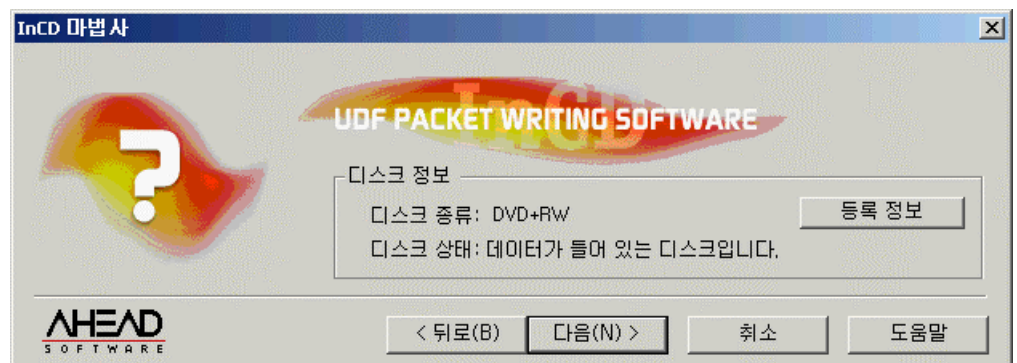 InCD 마법사
InCD
UDF PACKET WRITING SOFTWARE
디스크 정보
디스크 종류: DVD+RW
등록 정보
디스크 상태: 데이터가 들어 있는 디스크입니다.
AHEAD
SOFTWARE
< 뒤로(B)
다음(N) >
취소
도움말